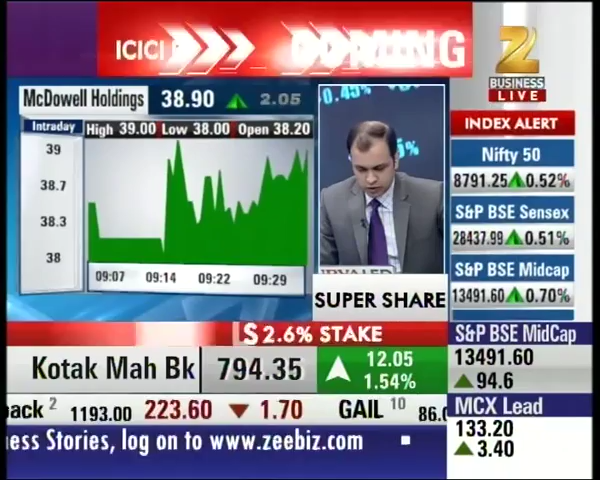 ICICI
COMING
Z
BUSINESS
LIVE
McDowell Holdings 38.90 2.05
Intraday High 39.00 Low 38.00 Open 38.20
39
38.7
38.3
38
09:07 09:14 09:22 09:29
0.45%
%
SUPER SHARE
INDEX ALERT
Nifty 50
8791.25 0.52%
S&P BSE Sensex
28437.99 0.51%
S&P BSE Midcap
13491.60 0.70%
$ 2.6% STAKE
Kotak Mah Bk 794.35 12.05
1.54%
S&P BSE MidCap
13491.60
94.6
MCX Lead
133.20
3.40
back 2 1193.00 223.60 1.70 GAIL 10 86.0
ess Stories, log on to www.zeebiz.com